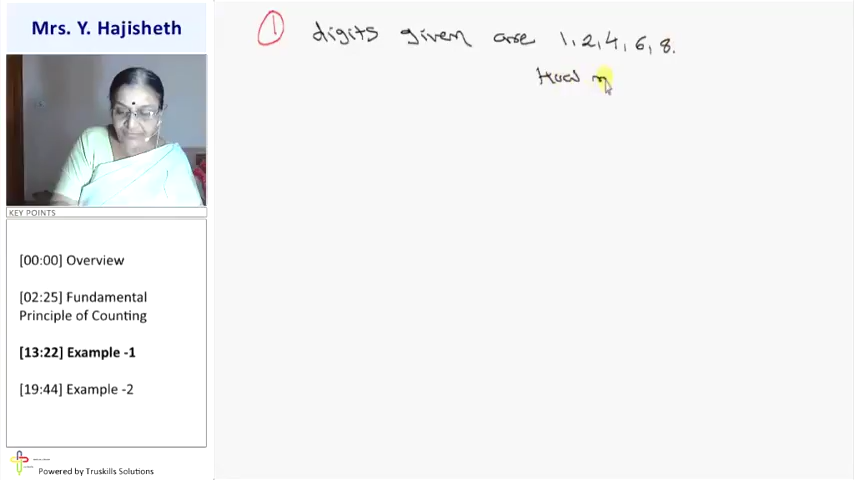 Mrs. Y. Hajisheth
KEY POINTS
[00:00] Overview
[02:25] Fundamental
Principle of Counting
[13:22] Example -1
[19:44] Example -2
Powered by Truskills Solutions
1 digits given are 1, 2, 4, 6, 8.